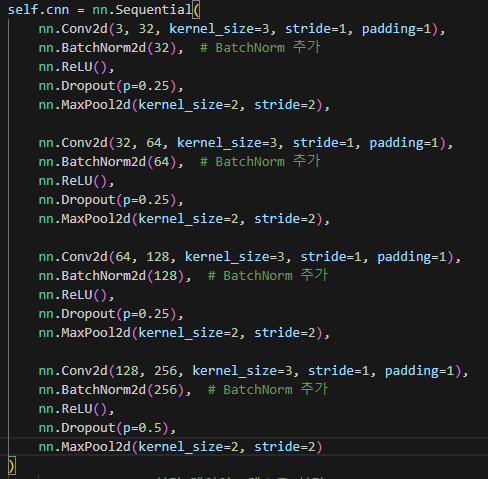 self.cnn = nn.Sequential(
nn.Conv2d(3, 32, kernel_size=3, stride=1, padding=1),
nn.BatchNorm2d(32),  # BatchNorm 추가
nn.ReLU(),
nn.Dropout(p=0.25),
nn.MaxPool2d(kernel_size=2, stride=2),
nn.Conv2d(32, 64, kernel_size=3, stride=1, padding=1),
nn.BatchNorm2d(64),  # BatchNorm 추가
nn.ReLU(),
nn.Dropout(p=0.25),
nn.MaxPool2d(kernel_size=2, stride=2),
nn.Conv2d(64, 128, kernel_size=3, stride=1, padding=1),
nn.BatchNorm2d(128),  # BatchNorm 추가
nn.ReLU(),
nn.Dropout(p=0.25),
nn.MaxPool2d(kernel_size=2, stride=2),
nn.Conv2d(128, 256, kernel_size=3, stride=1, padding=1),
nn.BatchNorm2d(256),  # BatchNorm 추가
nn.ReLU(),
nn.Dropout(p=0.5),
nn.MaxPool2d(kernel_size=2, stride=2)
)